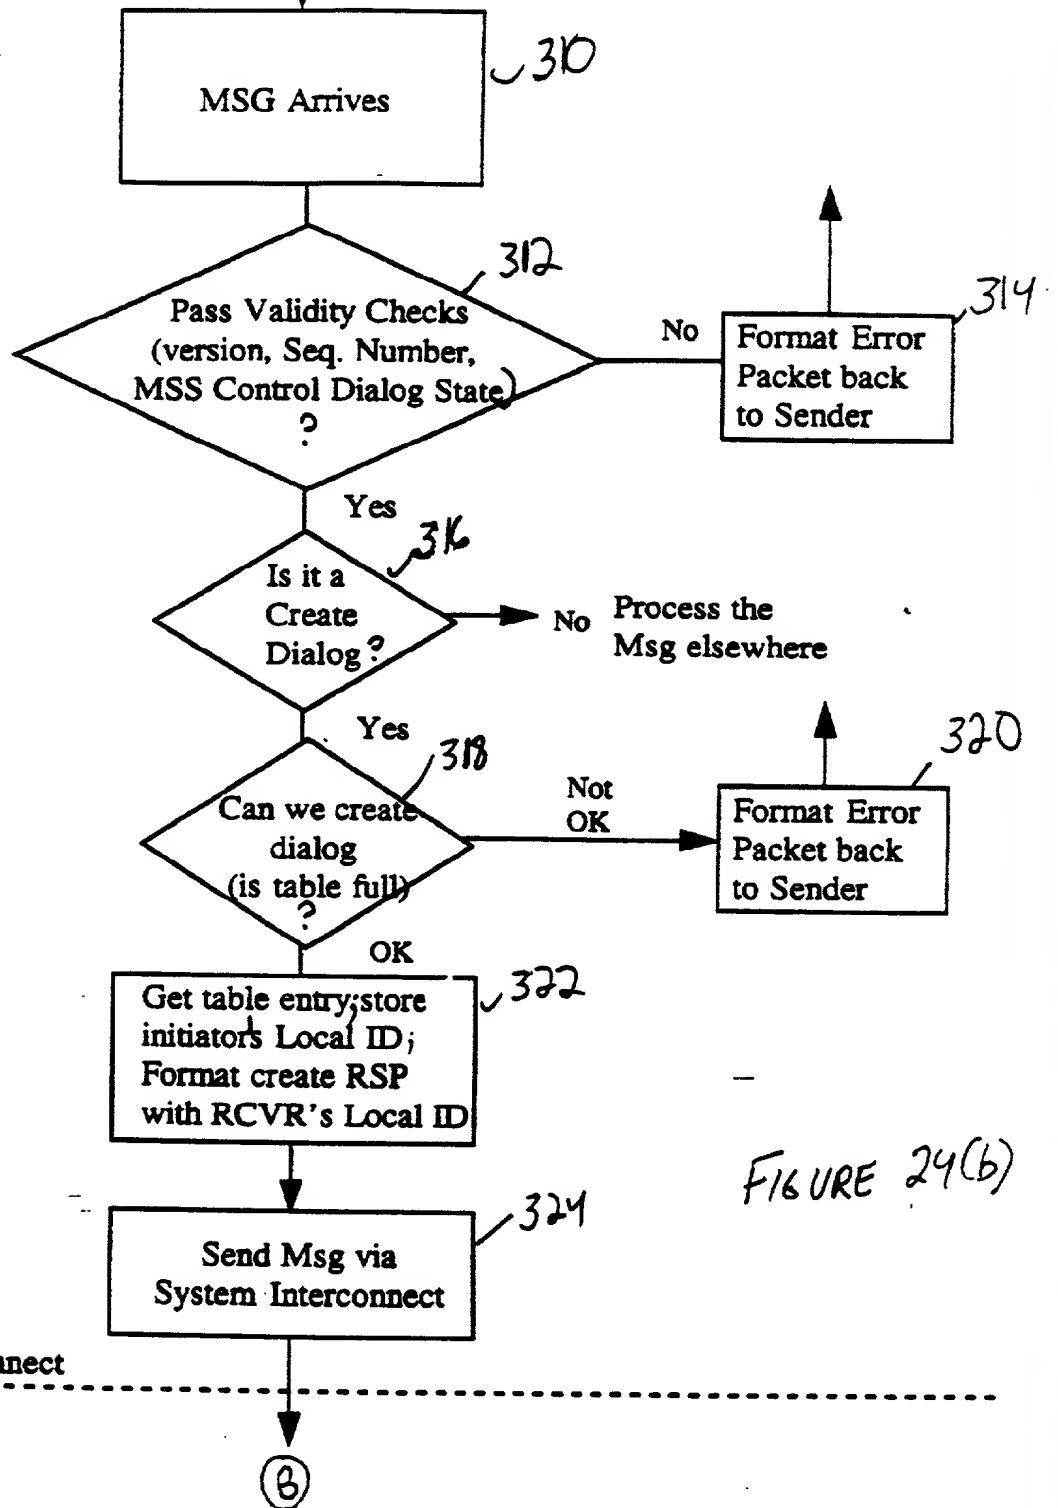 MSG Arrives
310
Pass Validity Checks
(version, Seq. Number,
MSS Control Dialog State)
?
312
No
Format Error
Packet back
to Sender
314
Yes
Is it a
Create
Dialog?
316
No
Process the
Msg elsewhere
Yes
Can we create
dialog
(is table full)
?
318
Not
OK
Format Error
Packet back
to Sender
320
OK
Get table entry;store
initiator's Local ID;
Format create RSP
with RCVR's Local ID
322
Send Msg via
System Interconnect
324
FIGURE 24(b)
nnect
B